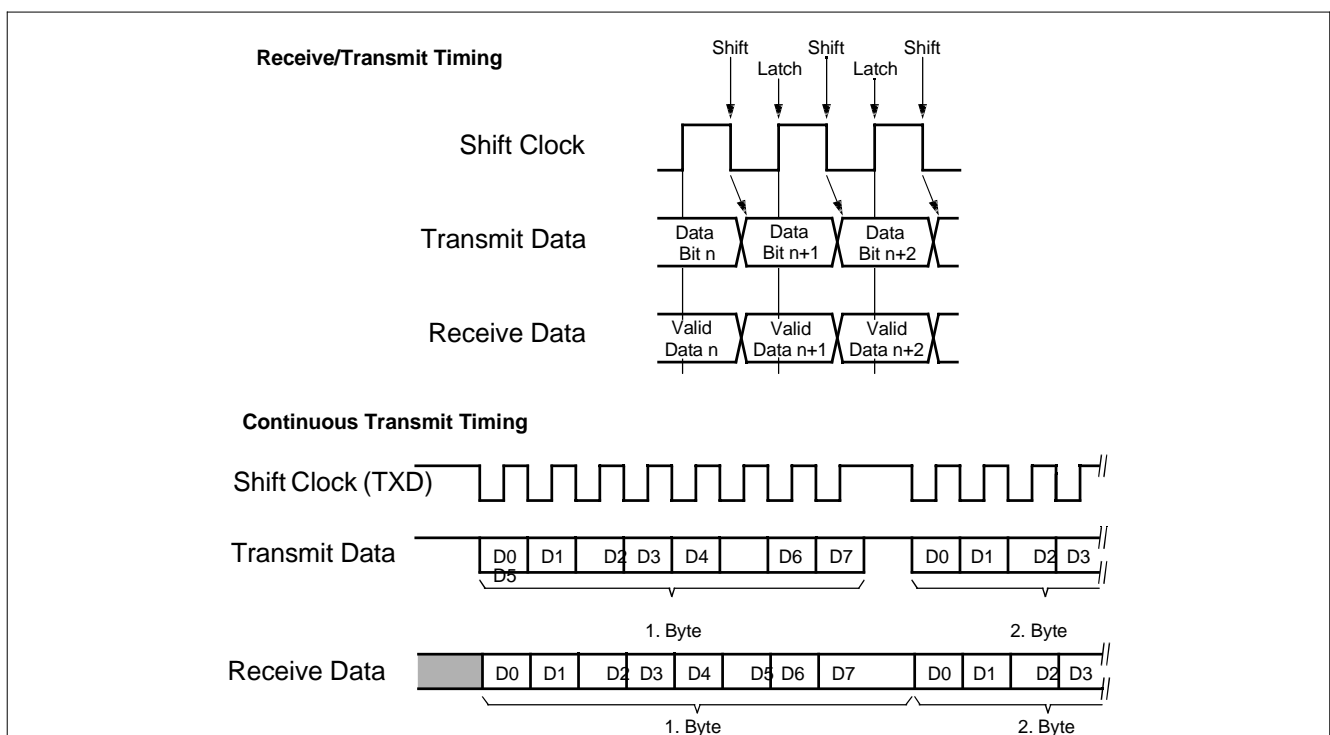 Receive/Transmit Timing
Shift Shift Shift
Latch Latch
Shift Clock
Transmit Data
Data Data Data
Bit n Bit n+1 Bit n+2
Receive Data
Valid Valid Valid
Data n Data n+1 Data n+2
Continuous Transmit Timing
Shift Clock (TXD)
Transmit Data
D0 D1 D2 D3 D4 D6 D7 D0 D1 D2 D3
D5
1. Byte 2. Byte
Receive Data
D0 D1 D2 D3 D4 D5 D6 D7 D0 D1 D2 D3
1. Byte 2. Byte